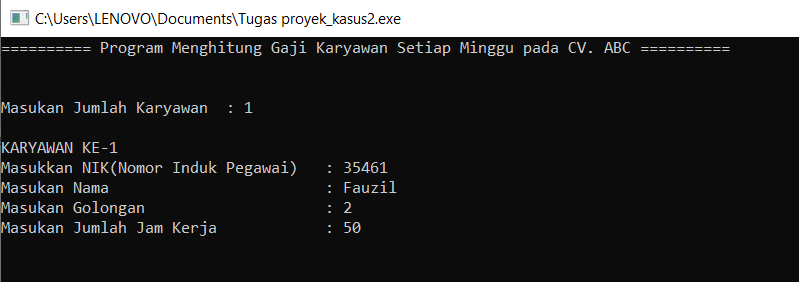 C:\Users\LENOVO\Documents\Tugas proyek_kasus2.exe
========== Program Menghitung Gaji Karyawan Setiap Minggu pada CV. ABC ==========
Masukan Jumlah Karyawan  : 1
KARYAWAN KE-1
Masukkan NIK(Nomor Induk Pegawai)   : 35461
Masukan Nama                        : Fauzil
Masukan Golongan                    : 2
Masukan Jumlah Jam Kerja            : 50